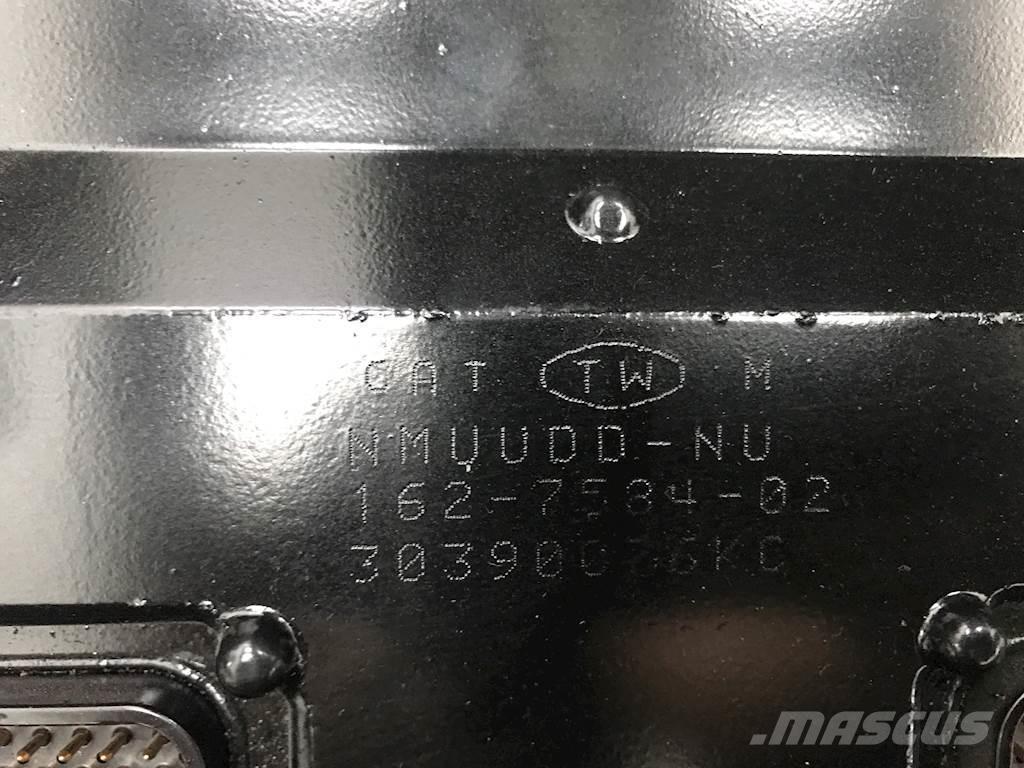 CAT TW M
NMUUDD-NU
162-7584-02
.MASCUS